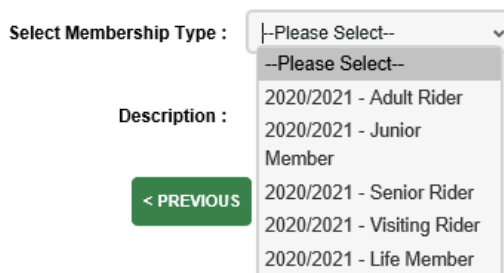 Select Membership Type :
--Please Select--
--Please Select--
2020/2021 - Adult Rider
2020/2021 - Junior
Member
Description :
2020/2021 - Senior Rider
< PREVIOUS
2020/2021 - Visiting Rider
2020/2021 - Life Member